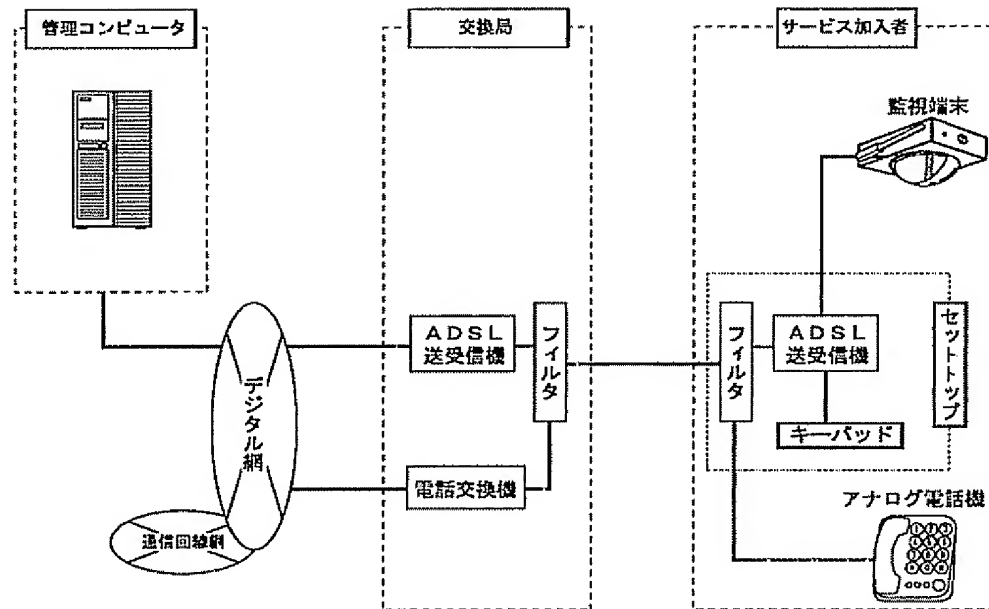 管理コンピュータ
交換局
サービス加入者
監視端末
ADSL
送受信機
フィルタ
フィルタ
ADSL
送受信機
セットトップ
デジタル網
キーパッド
電話交換機
通信回線網
アナログ電話機